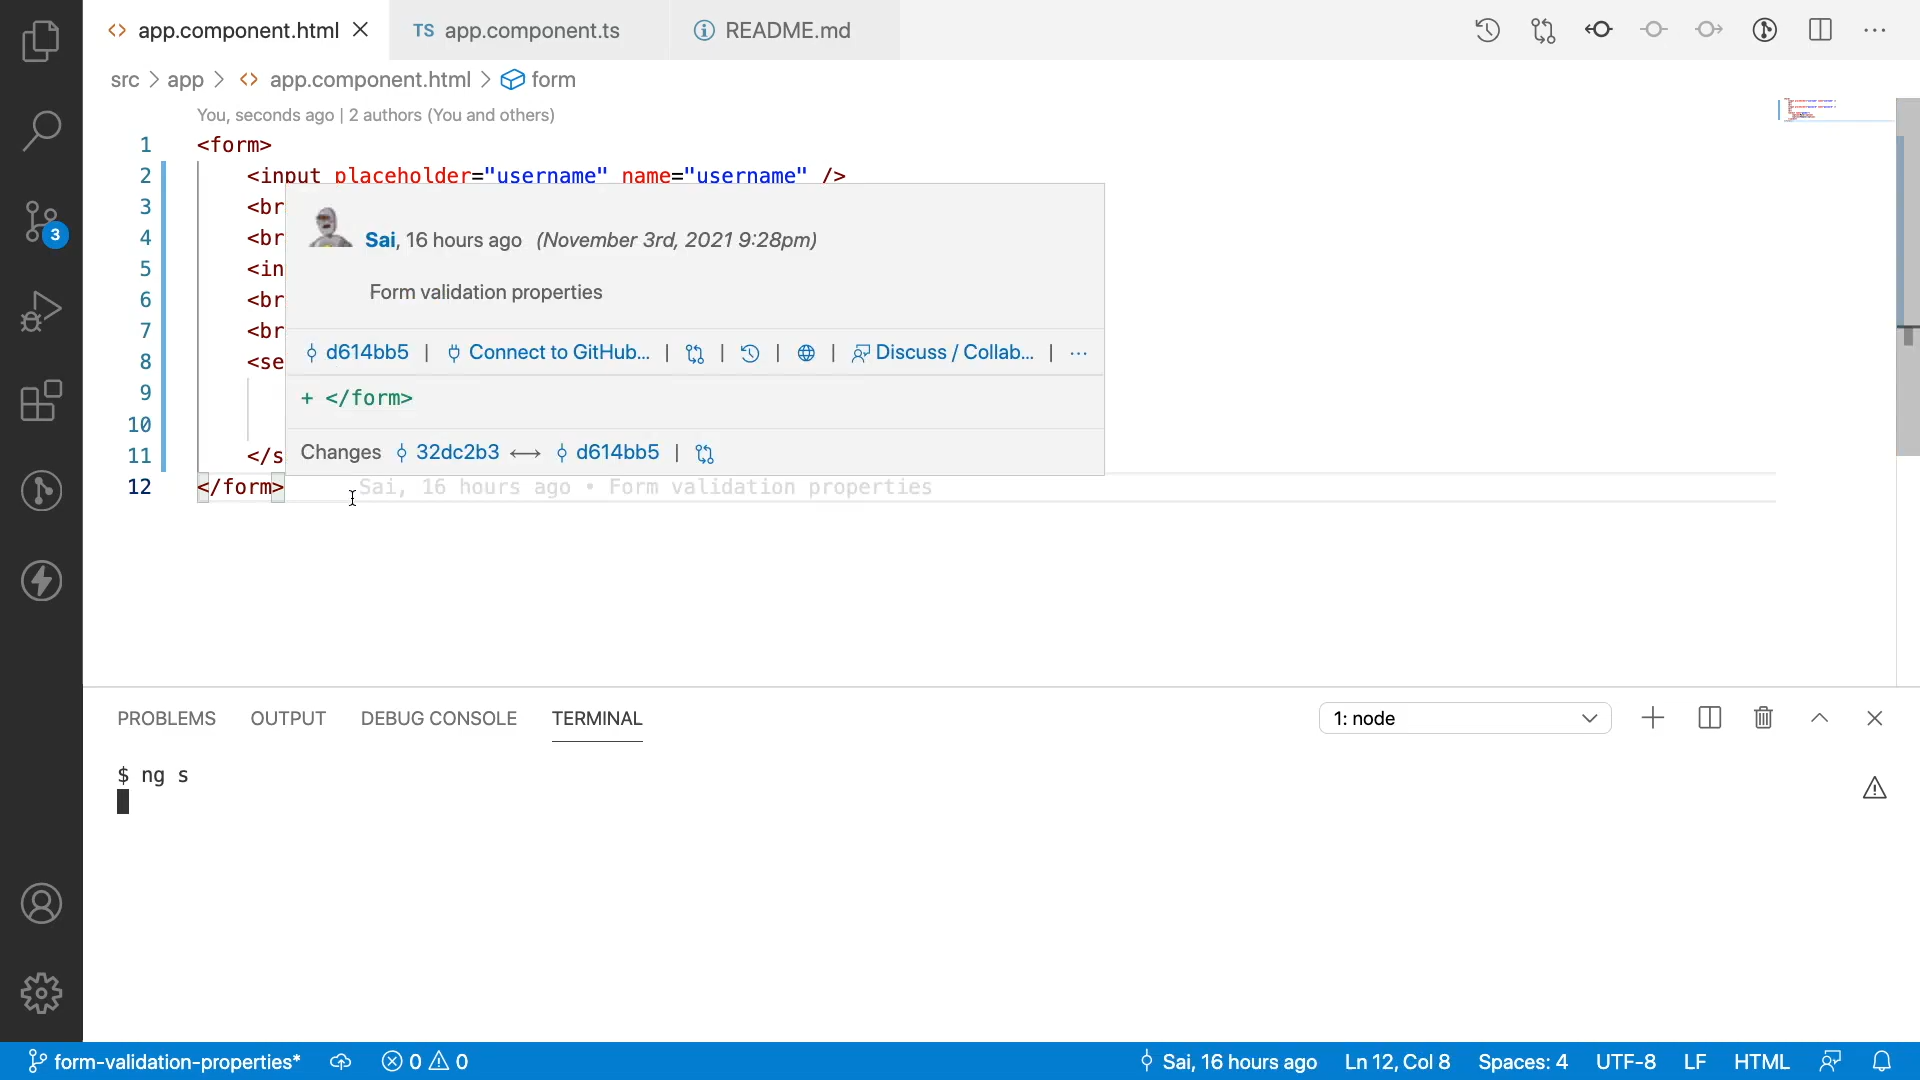 app.component.html
TS app.component.ts
README.md
src > app > app.component.html > form
You, seconds ago | 2 authors (You and others)
1 <form>
2 <input placeholder="username" name="username" />
3 <br
4 <br
5 <in
6 <br
7 <br
8 <se
9
10
11 </s
12 </form> Sai, 16 hours ago • Form validation properties
Sai, 16 hours ago (November 3rd, 2021 9:28pm)
Form validation properties
d614bb5 | Connect to GitHub... | | | | Discuss / Collab... | ...
+ </form>
Changes 32dc2b3 ⟷ d614bb5 |
3
PROBLEMS OUTPUT DEBUG CONSOLE TERMINAL
1: node
$ ng s
form-validation-properties* 0 0
Sai, 16 hours ago Ln 12, Col 8 Spaces: 4 UTF-8 LF HTML